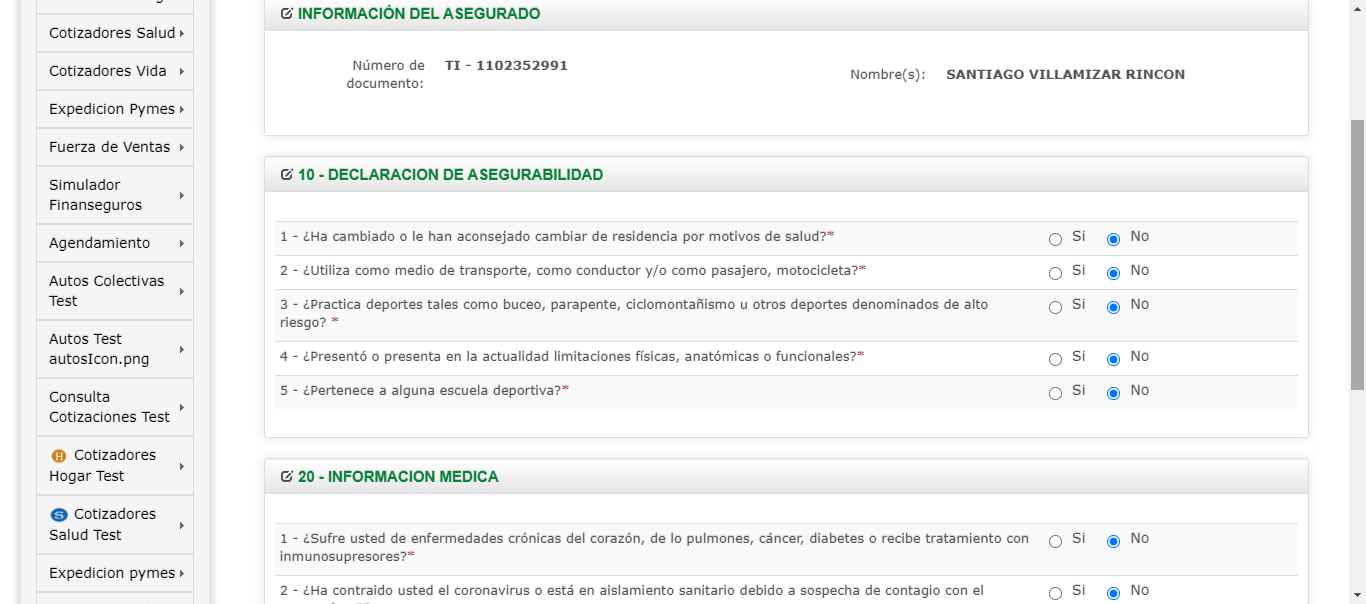 Cotizadores Salud
Cotizadores Vida
Expedicion Pymes
Fuerza de Ventas
Simulador
Finanseguros
Agendamiento
Autos Colectivas
Test
Autos Test
autosIcon.png
Consulta
Cotizaciones Test
H Cotizadores
Hogar Test
S Cotizadores
Salud Test
Expedicion pymes
INFORMACIÓN DEL ASEGURADO
Número de
documento:
TI - 1102352991
Nombre(s):
SANTIAGO VILLAMIZAR RINCON
10 - DECLARACION DE ASEGURABILIDAD
1 - ¿Ha cambiado o le han aconsejado cambiar de residencia por motivos de salud?* Si No
2 - ¿Utiliza como medio de transporte, como conductor y/o como pasajero, motocicleta?* Si No
3 - ¿Practica deportes tales como buceo, parapente, ciclomontañismo u otros deportes denominados de alto Si No
riesgo? *
4 - ¿Presentó o presenta en la actualidad limitaciones físicas, anatómicas o funcionales?* Si No
5 - ¿Pertenece a alguna escuela deportiva?* Si No
20 - INFORMACION MEDICA
1 - ¿Sufre usted de enfermedades crónicas del corazón, de lo pulmones, cáncer, diabetes o recibe tratamiento con Si No
inmunosupresores?*
2 - ¿Ha contraido usted el coronavirus o está en aislamiento sanitario debido a sospecha de contagio con el Si No